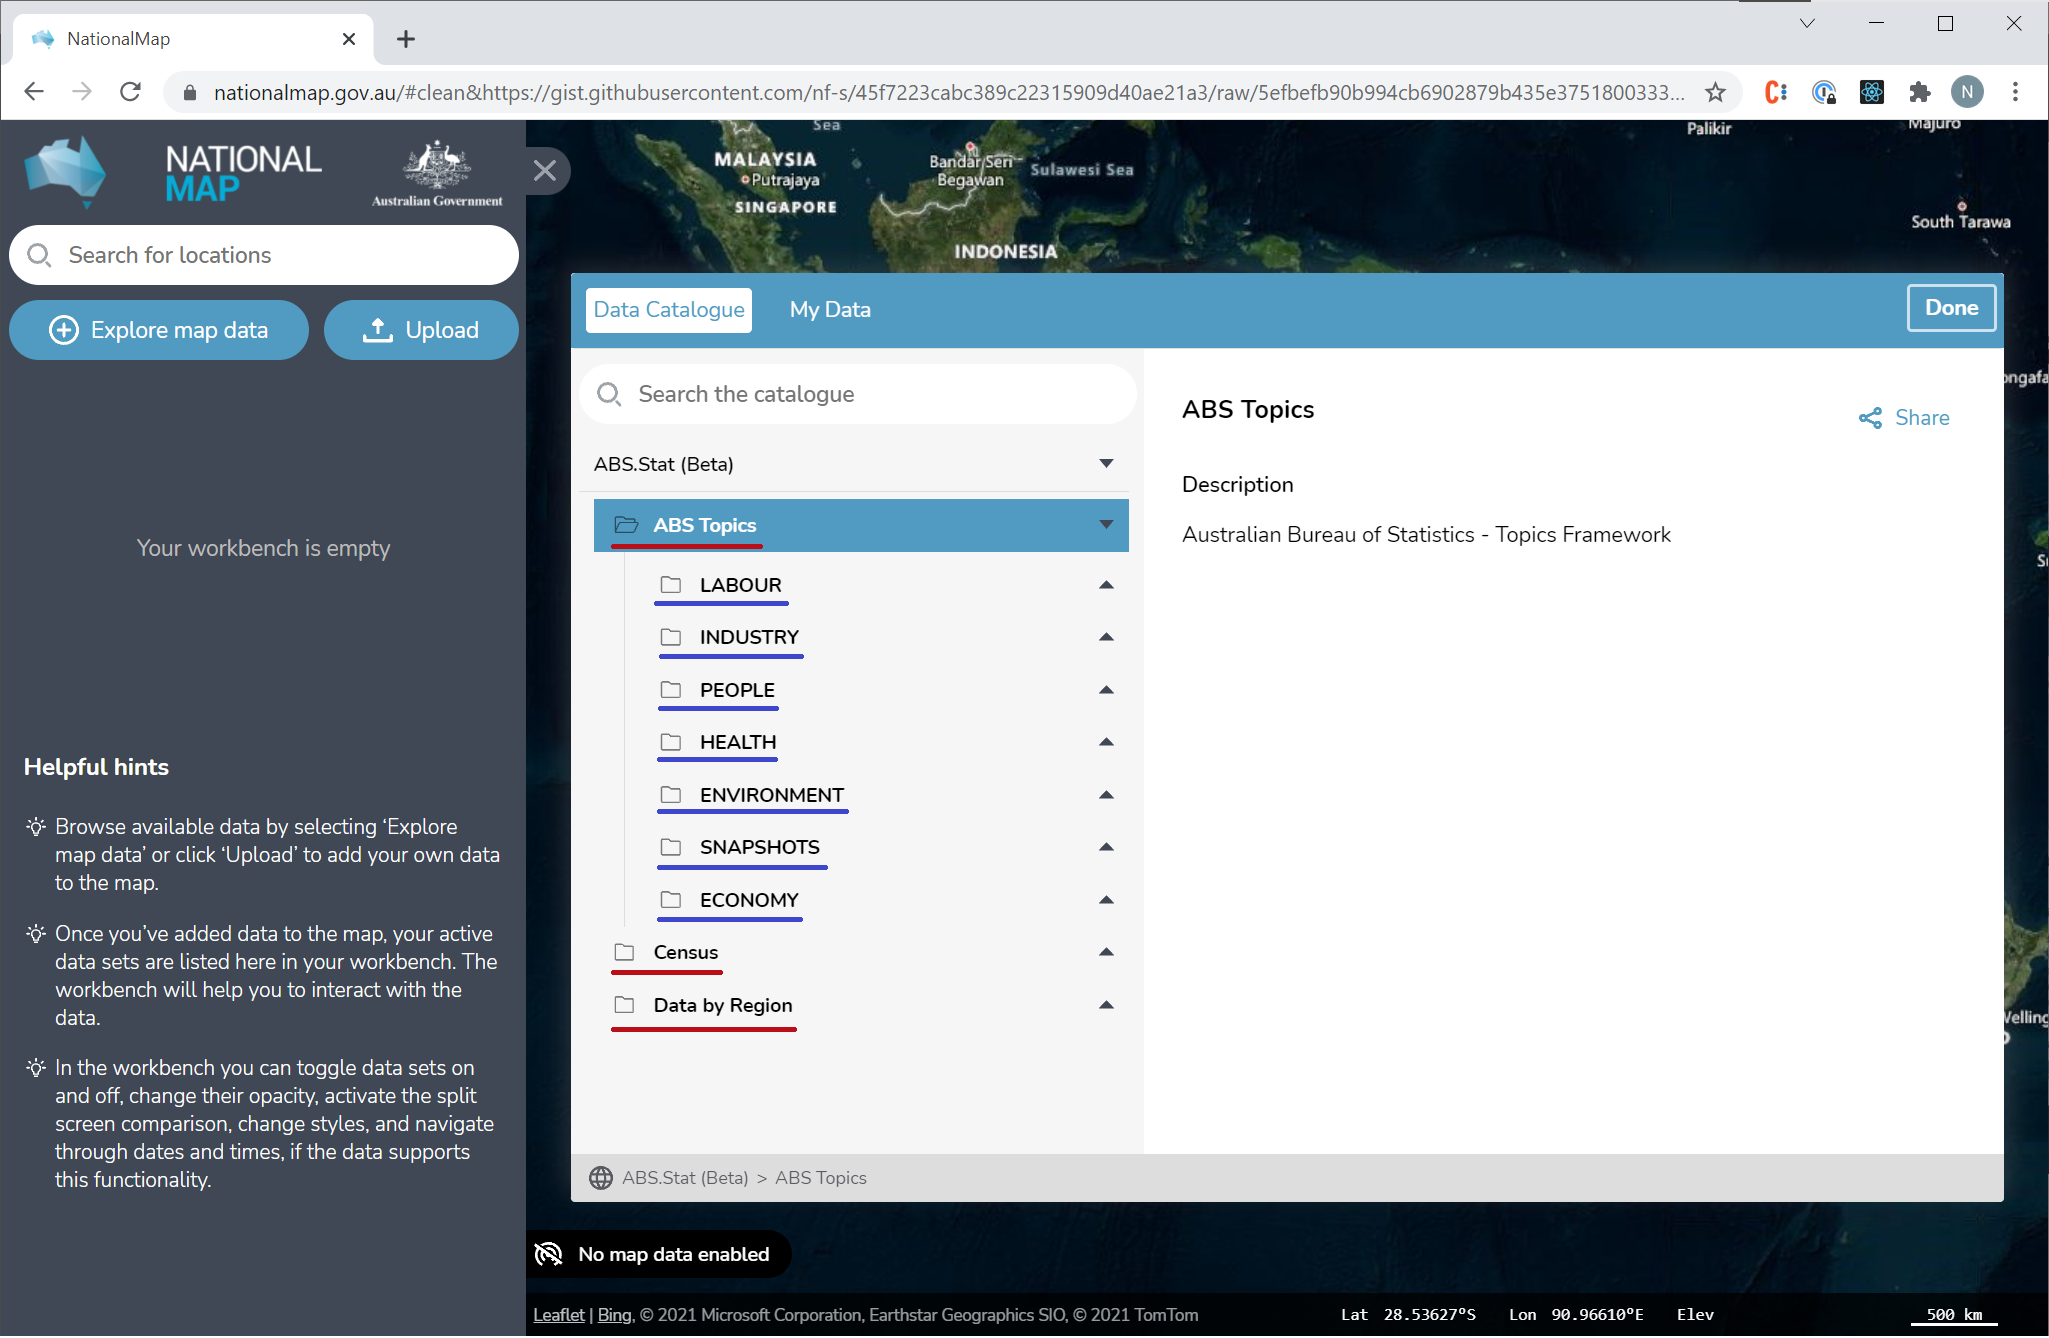 NationalMap
nationalmap.gov.au/#clean&https://gist.githubusercontent.com/nf-s/45f7223cabc389c22315909d40ae21a3/raw/5efbefb90b994cb6902879b435e3751800333...
N
NATIONAL
MAP
Australian Government
Search for locations
Explore map data
Upload
Your workbench is empty
Helpful hints
Browse available data by selecting ‘Explore
map data’ or click ‘Upload’ to add your own data
to the map.
Once you’ve added data to the map, your active
data sets are listed here in your workbench. The
workbench will help you to interact with the
data.
In the workbench you can toggle data sets on
and off, change their opacity, activate the split
screen comparison, change styles, and navigate
through dates and times, if the data supports
this functionality.
Sea
MALAYSIA
Putrajaya
SINGAPORE
Bandar Seri
Begawan
Sulawesi Sea
INDONESIA
Palikir
Majuro
South Tarawa
Data Catalogue
My Data
Done
Search the catalogue
ABS.Stat (Beta)
ABS Topics
LABOUR
INDUSTRY
PEOPLE
HEALTH
ENVIRONMENT
SNAPSHOTS
ECONOMY
Census
Data by Region
ABS Topics
Share
Description
Australian Bureau of Statistics - Topics Framework
ABS.Stat (Beta) > ABS Topics
No map data enabled
Leaflet | Bing, © 2021 Microsoft Corporation, Earthstar Geographics SIO, © 2021 TomTom
Lat 28.53627°S Lon 90.96610°E Elev
500 km